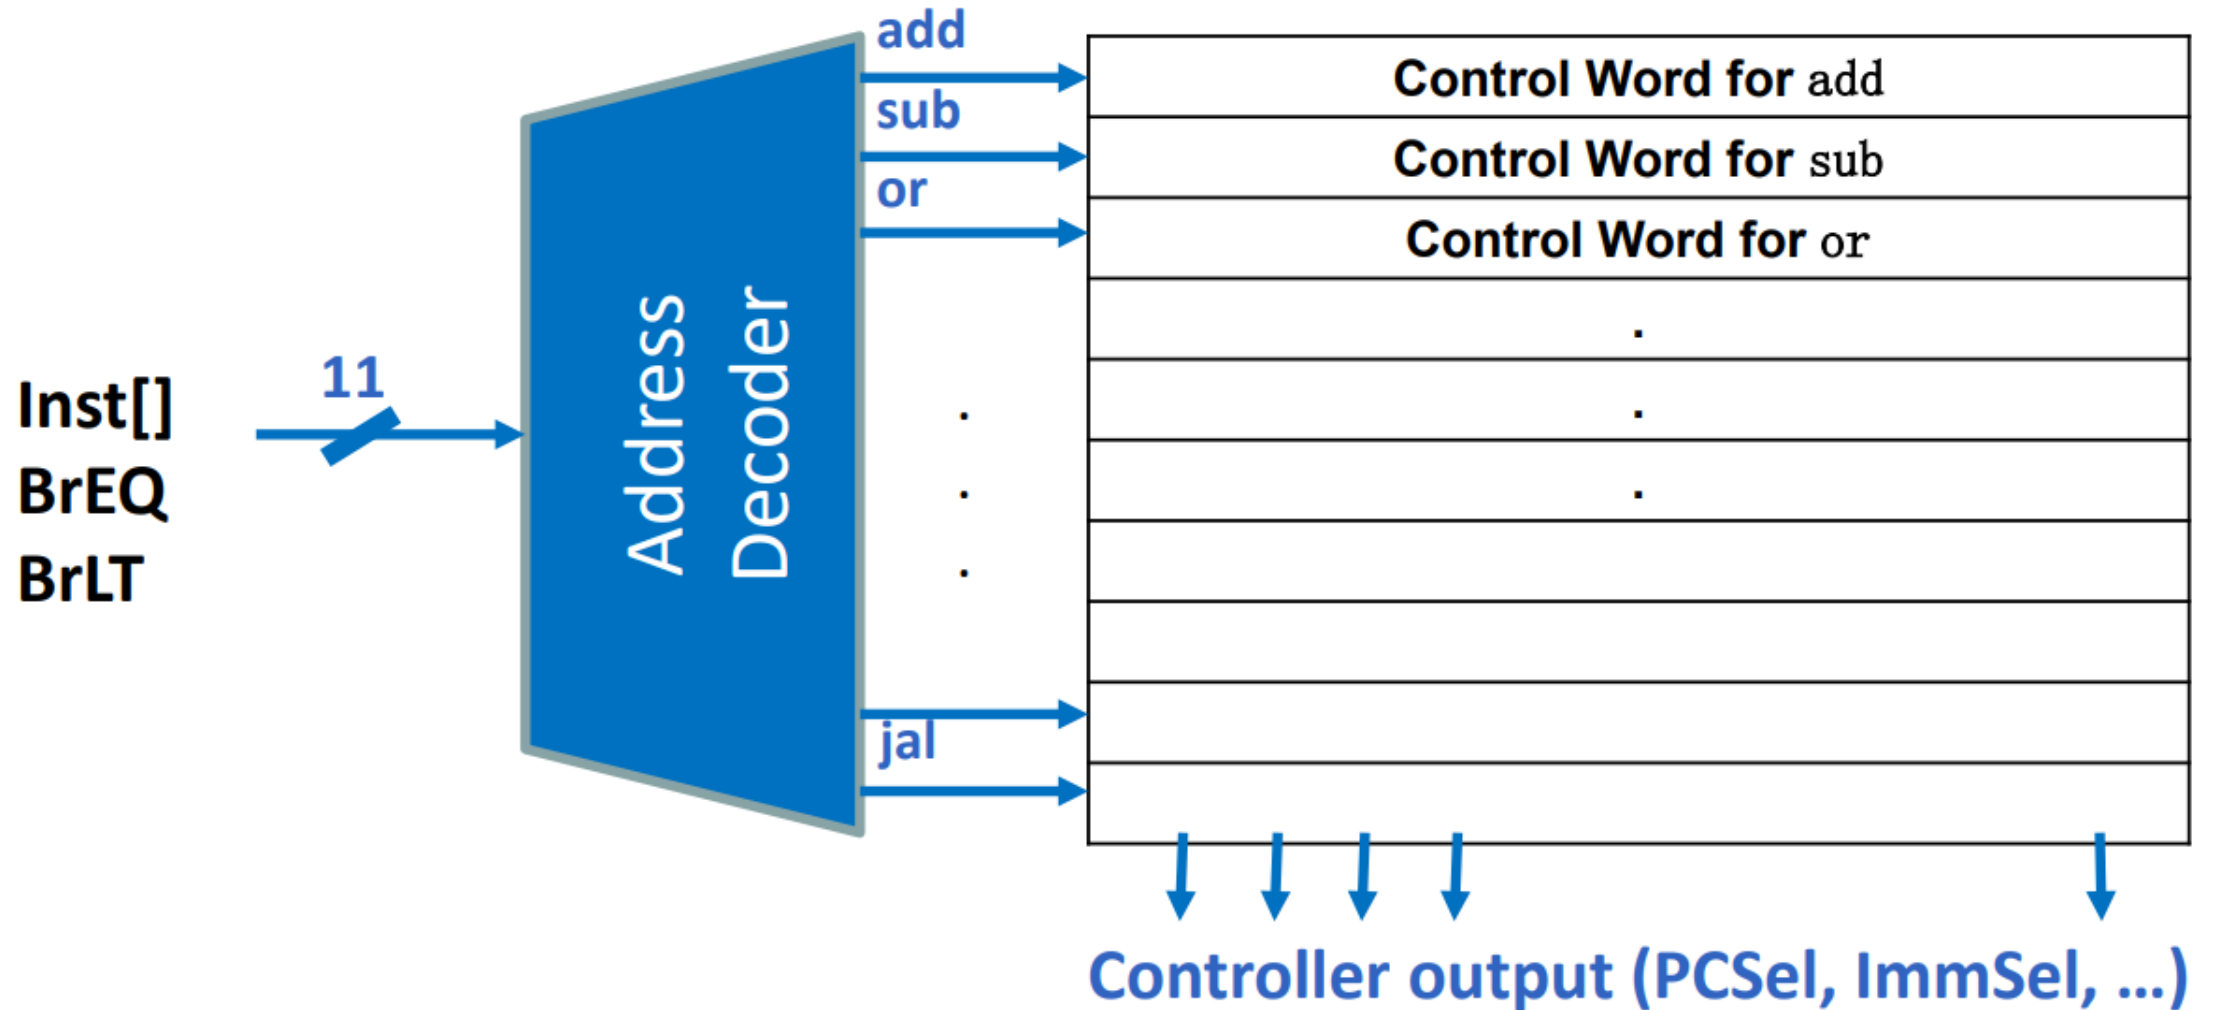 add
Control Word for add
sub
Control Word for sub
or
Control Word for or
.
.
.
11
Inst[]
BrEQ
BrLT
Address
Decoder
.
.
.
jal
Controller output (PCSel, ImmSel, ...)